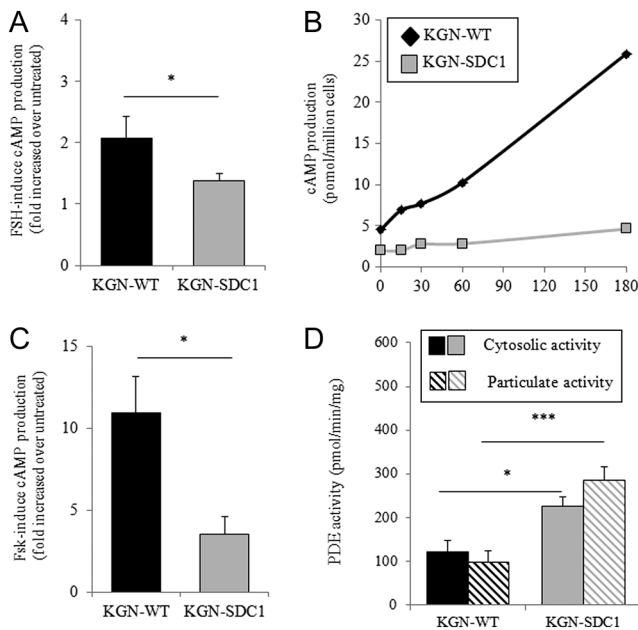 A
FSH-induce cAMP production
(fold increased over untreated)
4
3
2
1
0
*
KGN-WT
KGN-SDC1
B
KGN-WT
KGN-SDC1
cAMP production
(pomol/million cells)
30
25
20
15
10
5
0
0
30
60
90
120
150
180
C
Fsk-induce cAMP production
(fold increased over untreated)
15
10
5
0
*
KGN-WT
KGN-SDC1
D
Cytosolic activity
Particulate activity
PDE activity (pmol/min/mg)
600
500
400
300
200
100
0
***
*
KGN-WT
KGN-SDC1